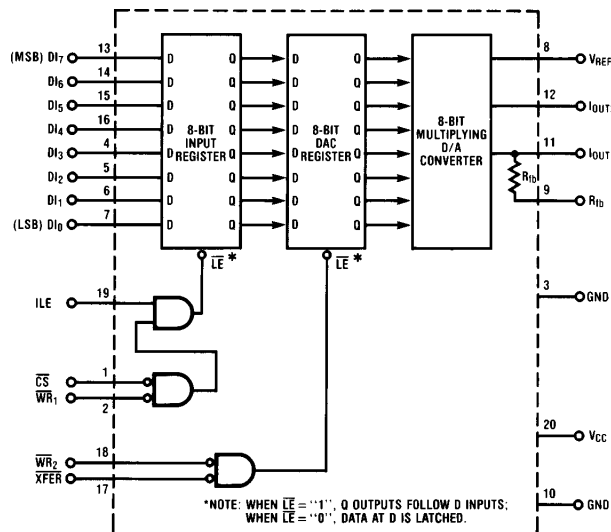 (MSB) DI7 13
DI6 14
DI5 15
DI4 16
DI3 4
DI2 5
DI1 6
(LSB) DI0 7
D Q
D Q
D Q
D Q
D Q
D Q
D Q
D Q
8-BIT
INPUT
REGISTER
D Q
D Q
D Q
D Q
D Q
D Q
D Q
D Q
8-BIT
DAC
REGISTER
8-BIT
MULTIPLYING
D/A
CONVERTER
8 VREF
12 IOUT
11 IOUT
Rfb
9 Rfb
LE *
LE *
ILE 19
3 GND
CS 1
WR1 2
20 VCC
WR2 18
XFER 17
10 GND
*NOTE: WHEN LE = "1", Q OUTPUTS FOLLOW D INPUTS;
WHEN LE = "0", DATA AT D IS LATCHED.